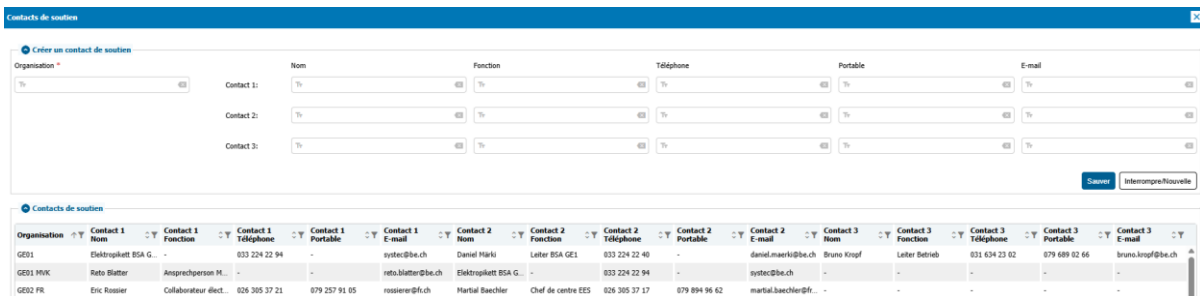 Contacts de soutien
Créer un contact de soutien
Organisation *
Nom Fonction Téléphone Portable E-mail
Contact 1:
Contact 2:
Contact 3:
Sauver Interrompre/Nouvelle
Contacts de soutien
Organisation Contact 1 Nom Contact 1 Fonction Contact 1 Téléphone Contact 1 Portable Contact 1 E-mail Contact 2 Nom Contact 2 Fonction Contact 2 Téléphone Contact 2 Portable Contact 2 E-mail Contact 3 Nom Contact 3 Fonction Contact 3 Téléphone Contact 3 Portable Contact 3 E-mail
GE01 Elektropikett BSA G... - 033 224 22 94 - systec@be.ch Daniel Märki Leiter BSA GE1 033 224 22 40 - daniel.maerki@be.ch Bruno Kropf Leiter Betrieb 031 634 23 02 079 689 02 66 bruno.kropf@be.ch
GE01 MVK Reto Blatter Ansprechperson M... - - reto.blatter@be.ch Elektropikett BSA G... - 033 224 22 94 - systec@be.ch - - - - -
GE02 FR Eric Rossier Collaborateur élect... 026 305 37 21 079 257 91 05 rossierer@fr.ch Martial Baechler Chef de centre EES 026 305 37 17 079 894 96 62 martial.baechler@fr... - - - - -